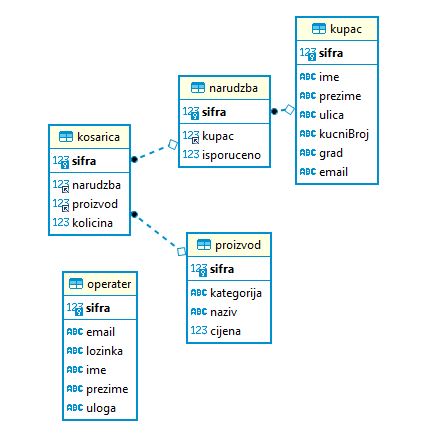 kupac
123 sifra
ABC ime
ABC prezime
ABC ulica
ABC kucniBroj
ABC grad
ABC email
narudzba
123 sifra
123 kupac
123 isporuceno
kosarica
123 sifra
123 narudzba
123 proizvod
123 kolicina
proizvod
123 sifra
ABC kategorija
ABC naziv
123 cijena
operater
123 sifra
ABC email
ABC lozinka
ABC ime
ABC prezime
ABC uloga